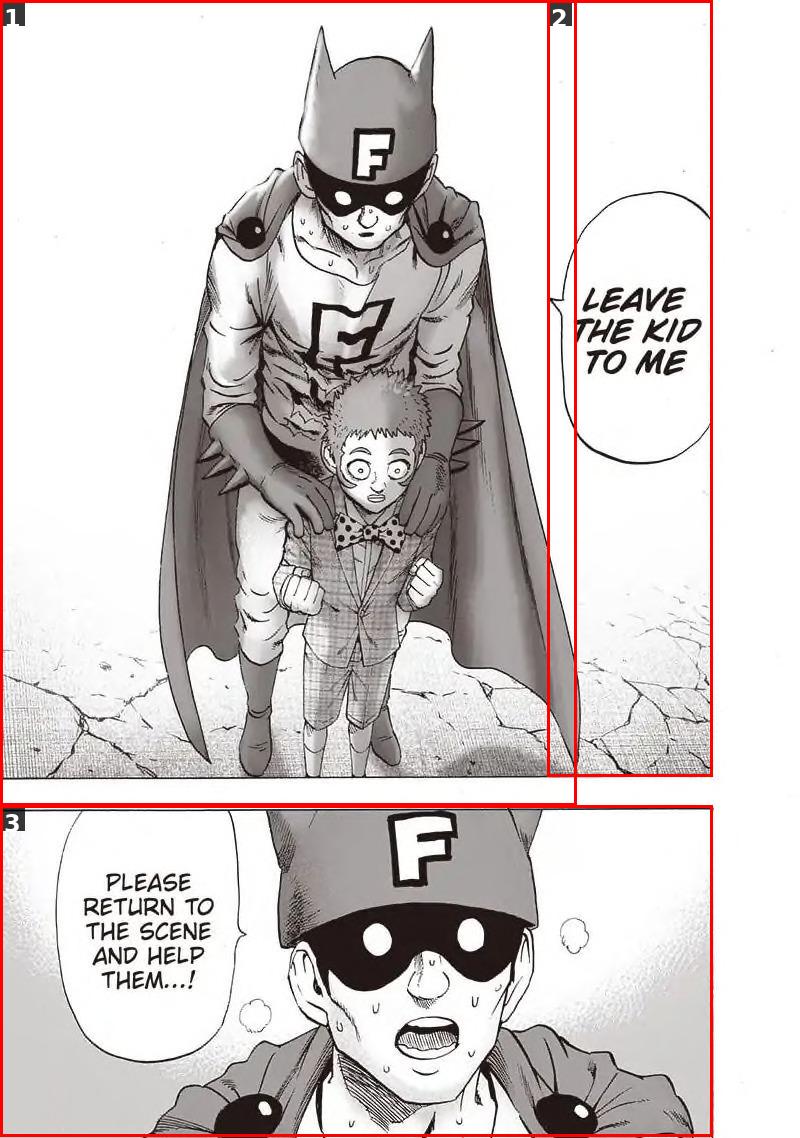 1
2
F
F
LEAVE
THE KID
TO ME
3
F
PLEASE
RETURN TO
THE SCENE
AND HELP
THEM...!